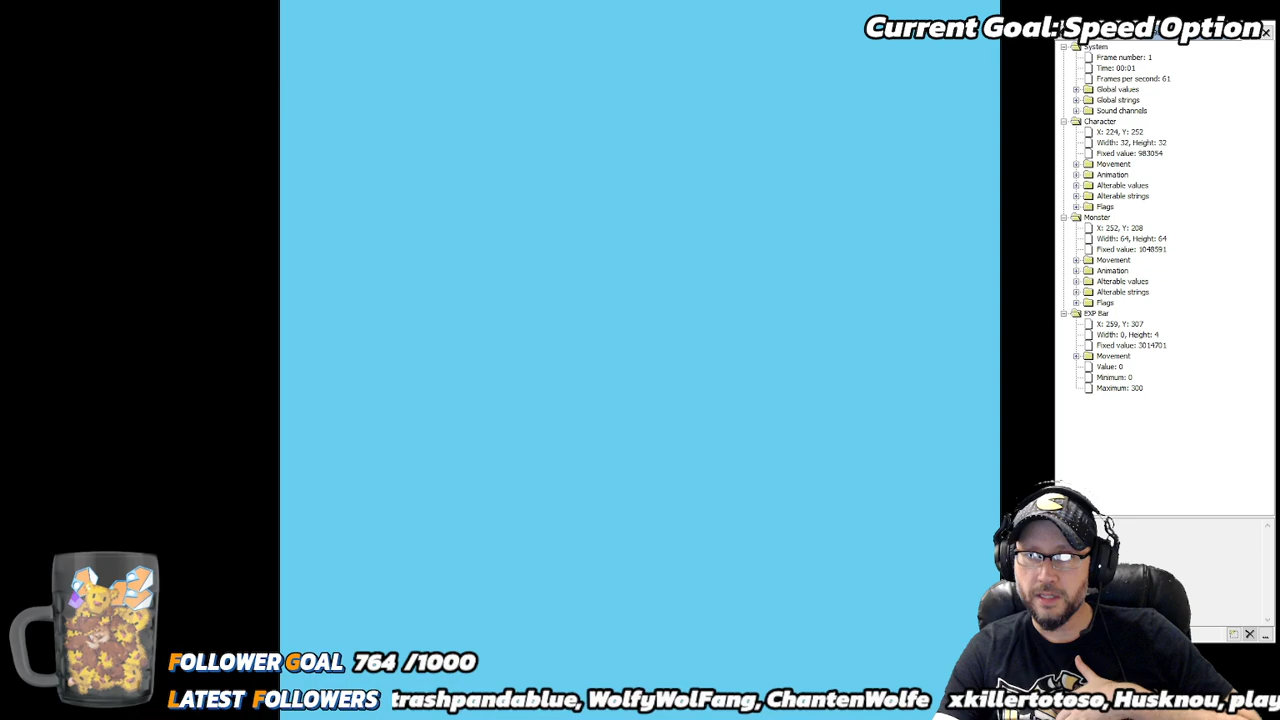 Current Goal: Speed Option
System
Frame number: 1
Time: 00:01
Frames per second: 61
Global values
Global strings
Sound channels
Character
X: 224, Y: 252
Width: 32, Height: 32
Fixed value: 983054
Movement
Animation
Alterable values
Alterable strings
Flags
Monster
X: 252, Y: 208
Width: 64, Height: 64
Fixed value: 1048591
Movement
Animation
Alterable values
Alterable strings
Flags
EXP Bar
X: 259, Y: 307
Width: 0, Height: 4
Fixed value: 3014701
Movement
Value: 0
Minimum: 0
Maximum: 300
FOLLOWER GOAL 764 /1000
LATEST FOLLOWERS trashpandablue, WolfyWolFang, ChantenWolfe xkillertotoso, Husknou, play